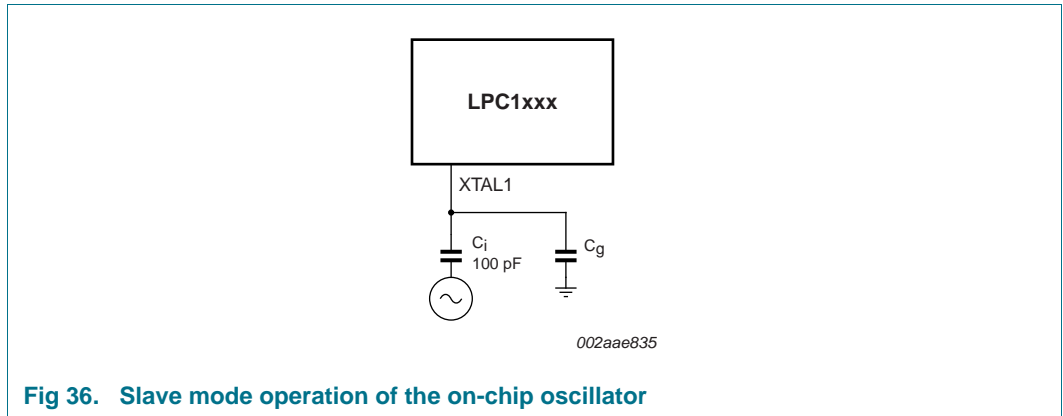 LPC1xxx
XTAL1
Ci
100 pF
Cg
002aae835
Fig 36. Slave mode operation of the on-chip oscillator